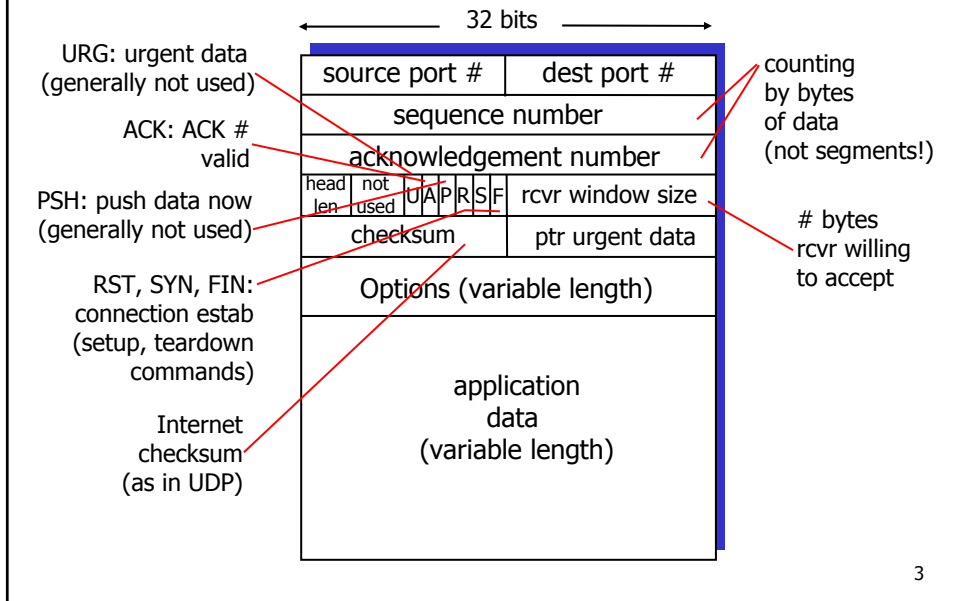 32 bits
URG: urgent data
(generally not used)
ACK: ACK #
valid
PSH: push data now
(generally not used)
RST, SYN, FIN:
connection estab
(setup, teardown
commands)
Internet
checksum
(as in UDP)
source port #
dest port #
sequence number
acknowledgement number
head
len
not
used
U
A
P
R
S
F
rcvr window size
checksum
ptr urgent data
Options (variable length)
application
data
(variable length)
counting
by bytes
of data
(not segments!)
# bytes
rcvr willing
to accept
3